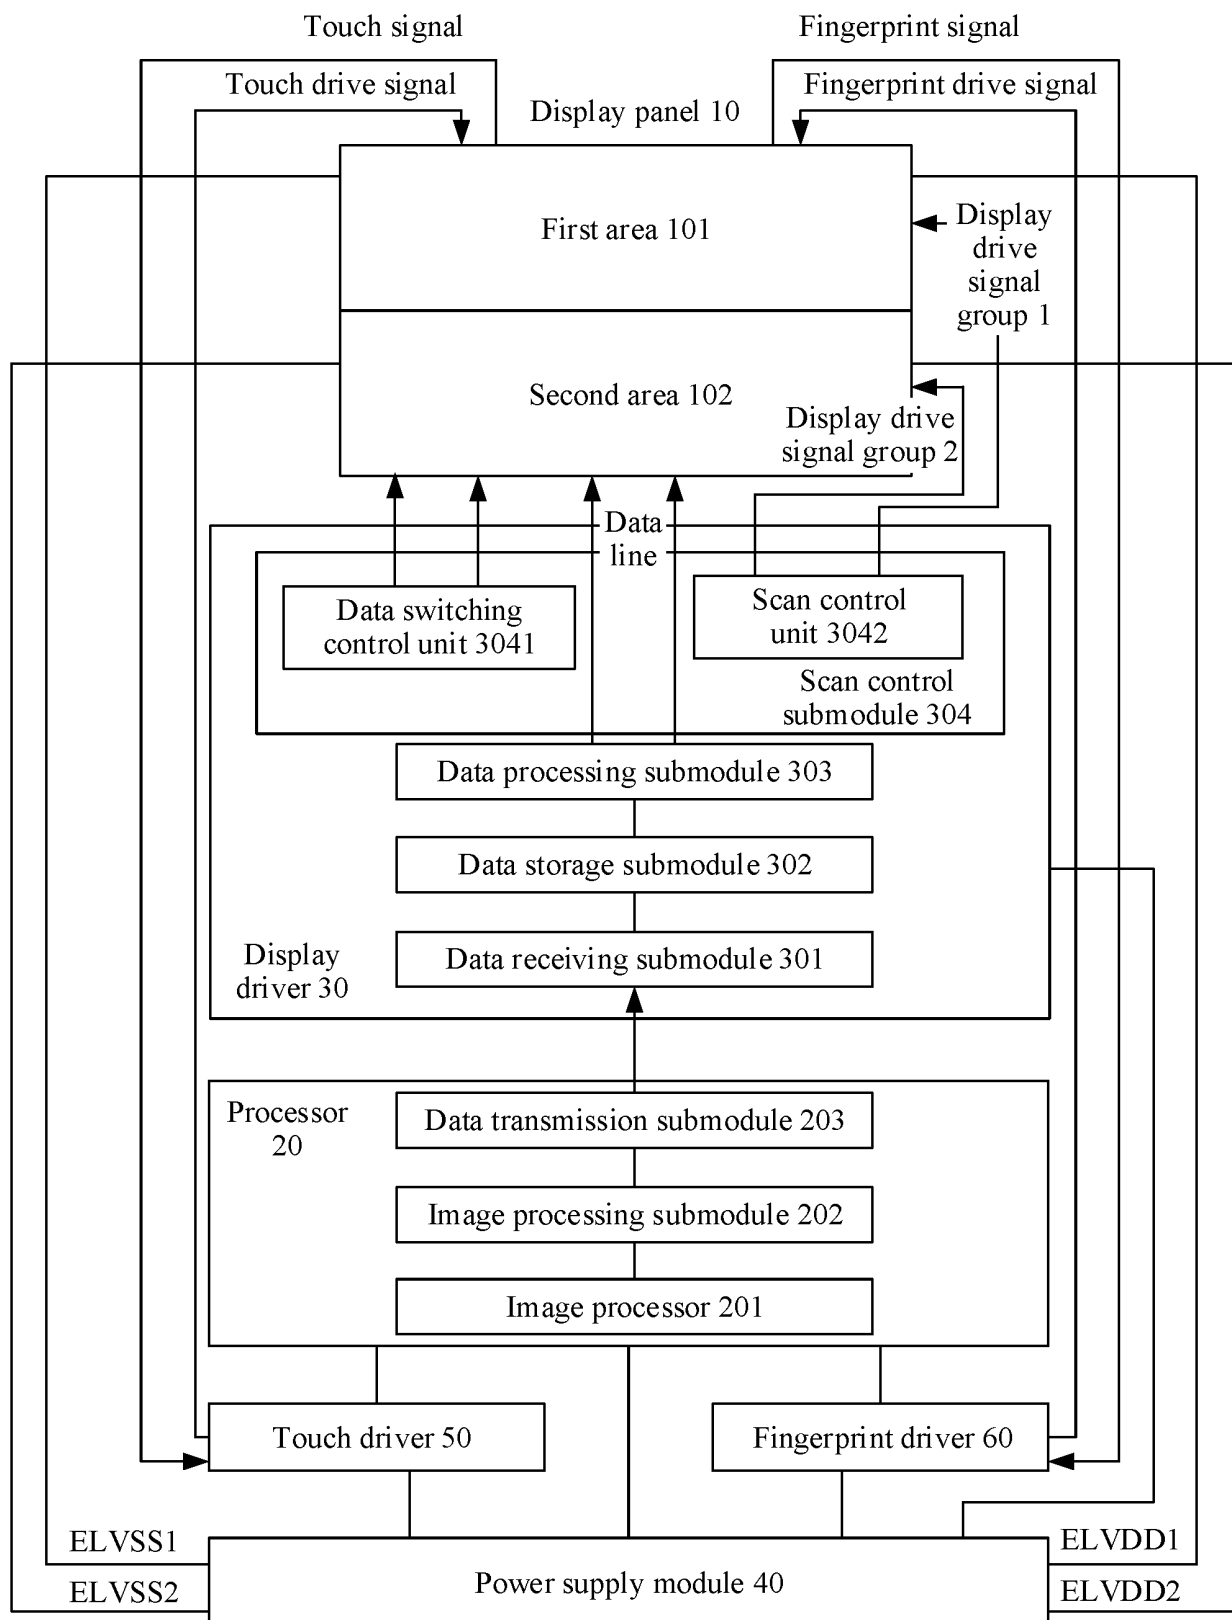 Touch signal
Fingerprint signal
Touch drive signal
Fingerprint drive signal
Display panel 10
First area 101
Display
drive
signal
group 1
Second area 102
Display drive
signal group 2
Data
line
Data switching
control unit 3041
Scan control
unit 3042
Scan control
submodule 304
Data processing submodule 303
Data storage submodule 302
Display
driver 30
Data receiving submodule 301
Processor
20
Data transmission submodule 203
Image processing submodule 202
Image processor 201
Touch driver 50
Fingerprint driver 60
ELVSS1
ELVDD1
Power supply module 40
ELVSS2
ELVDD2